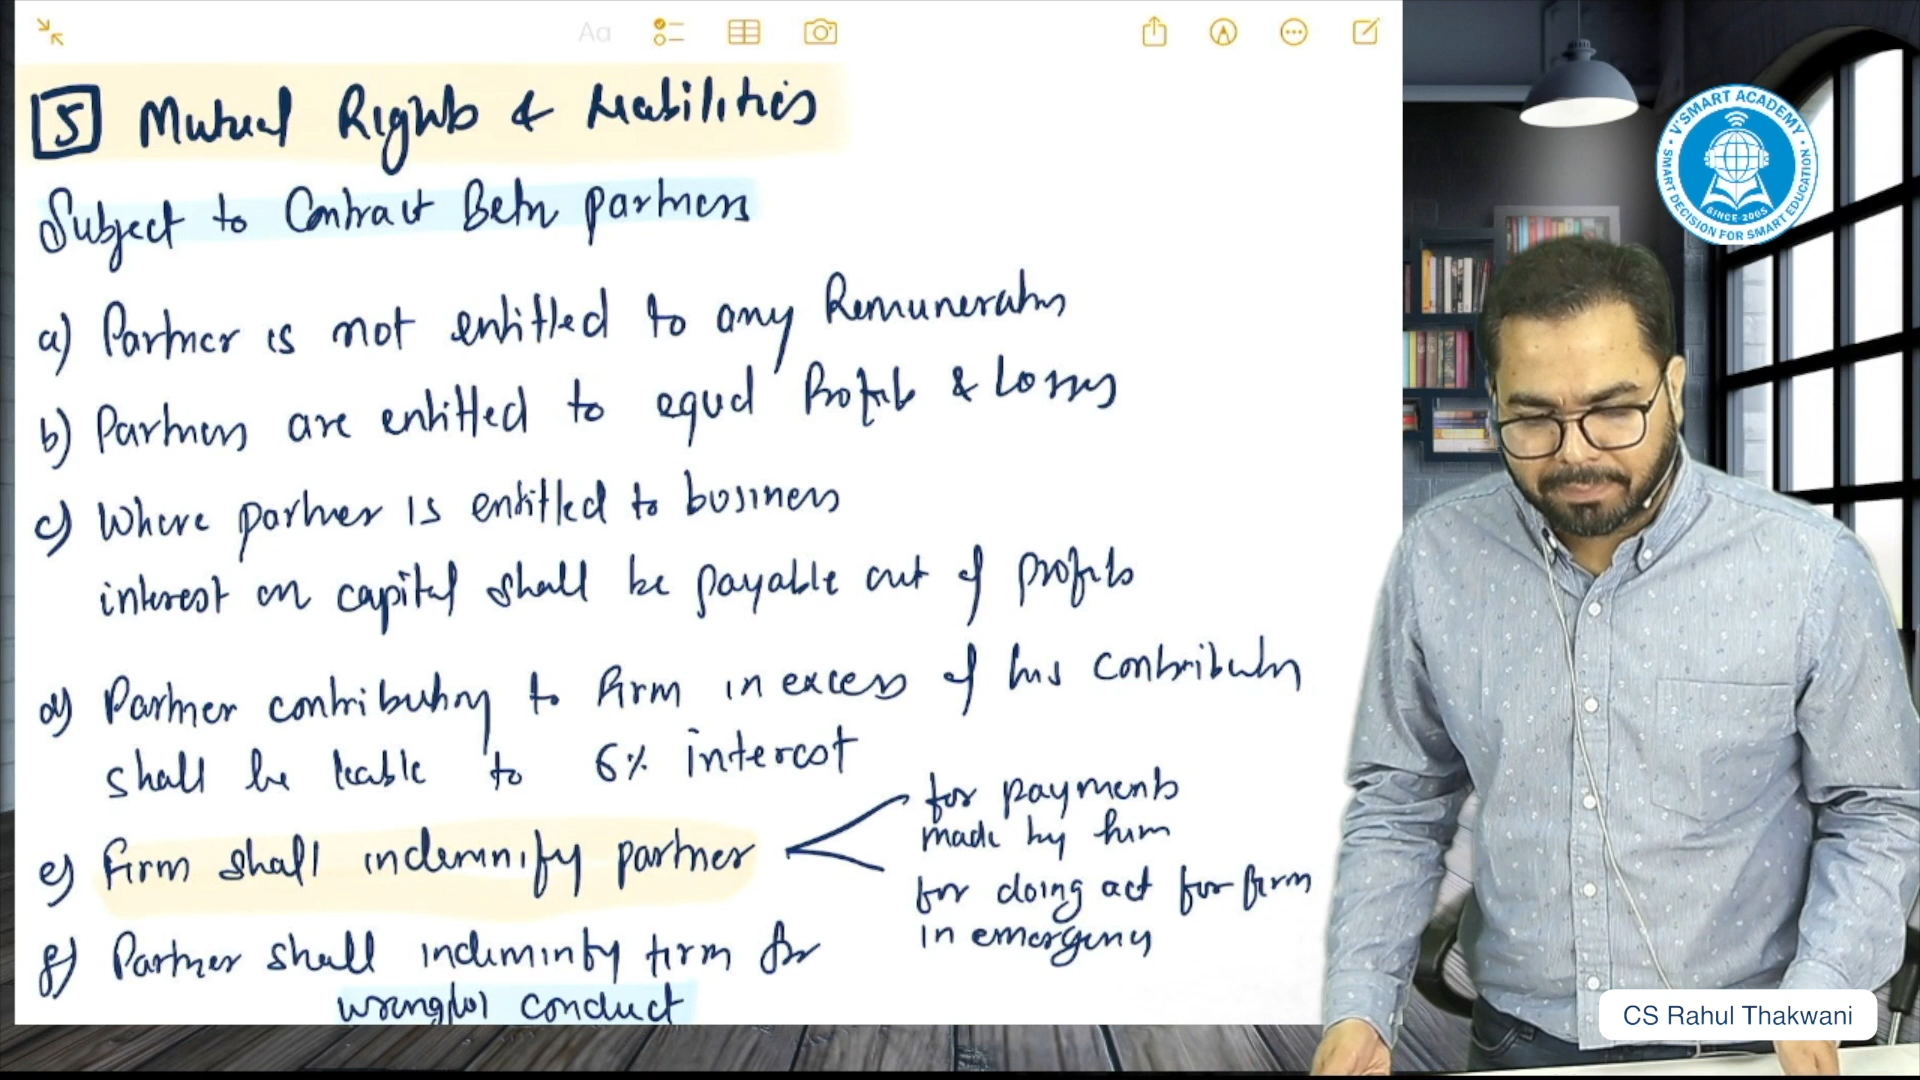 5 Mutual Rights & Liabilities
Subject to Contract Betn partners
a) Partner is not entitled to any Remuneratn
b) Partners are entitled to equal Profits & Losses
c) Where partner is entitled to business
interest on capital shall be payable out of profits
d) Partner contributing to firm in excess of his contributn
shall be liable to 6% interest
e) Firm shall indemnify partner
for payments
made by him
for doing act for firm
in emergency
f) Partner shall indeminty firm for
wrongful conduct
Aa
V'SMART ACADEMY
SMART DECISION FOR SMART EDUCATION
SINCE-2005
CS Rahul Thakwani